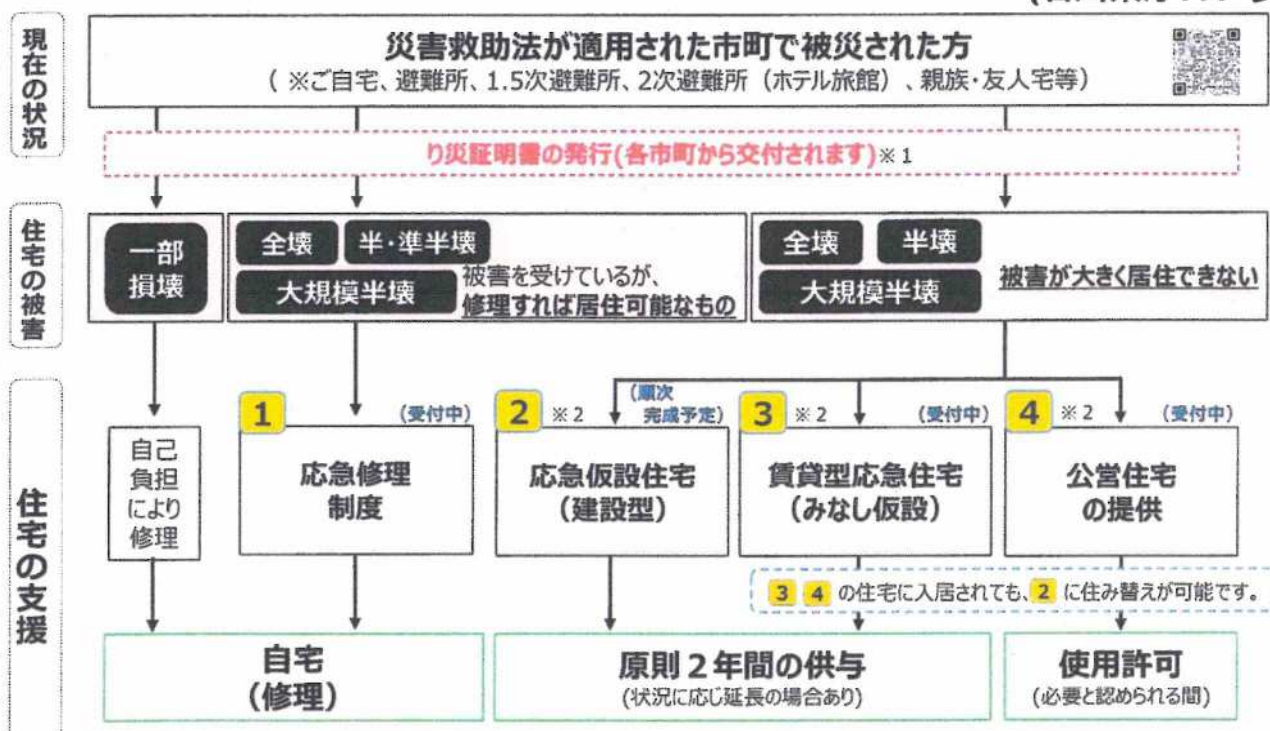 現在の状況
災害救助法が適用された市町で被災された方
( ※ご自宅、避難所、1.5次避難所、2次避難所（ホテル旅館）、親族・友人宅等)
り災証明書の発行(各市町から交付されます)※1
住宅の被害
一部
損壊
全壊
半・準半壊
大規模半壊
被害を受けているが、
修理すれば居住可能なもの
全壊
半壊
大規模半壊
被害が大きく居住できない
住宅の支援
自己
負担
により
修理
1
(受付中)
応急修理
制度
2
※2
(順次
完成予定)
応急仮設住宅
(建設型)
3
※2
(受付中)
賃貸型応急住宅
(みなし仮設)
4
※2
(受付中)
公営住宅
の提供
3 4 の住宅に入居されても、2 に住み替えが可能です。
自宅
(修理)
原則２年間の供与
(状況に応じ延長の場合あり)
使用許可
(必要と認められる間)